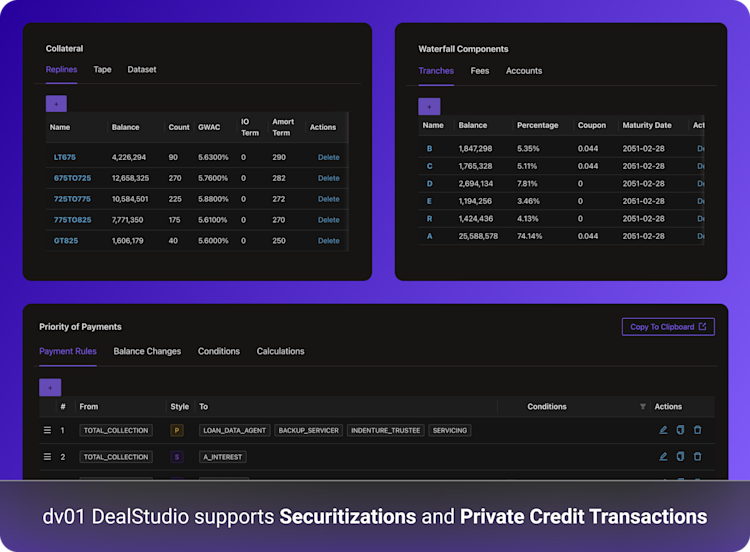 Collateral
Replines Tape Dataset
+
Name Balance Count GWAC IO Term Amort Term Actions
LT675 4,226,294 90 5.6300% 0 290 Delete
675TO725 12,658,325 270 5.7600% 0 282 Delete
725TO775 10,584,501 225 5.8800% 0 272 Delete
775TO825 7,771,350 175 5.6100% 0 270 Delete
GT825 1,606,179 40 5.6000% 0 250 Delete
Waterfall Components
Tranches Fees Accounts
+
Name Balance Percentage Coupon Maturity Date Act
B 1,847,298 5.35% 0.044 2051-02-28 D
C 1,765,328 5.11% 0.044 2051-02-28 D
D 2,694,134 7.81% 0 2051-02-28 D
E 1,194,256 3.46% 0 2051-02-28 D
R 1,424,436 4.13% 0 2051-02-28 D
A 25,588,578 74.14% 0.044 2051-02-28 D
Priority of Payments
Copy To Clipboard
Payment Rules Balance Changes Conditions Calculations
+
# From Style To Conditions Actions
1 TOTAL_COLLECTION P LOAN_DATA_AGENT BACKUP_SERVICER INDENTURE_TRUSTEE SERVICING
2 TOTAL_COLLECTION S A_INTEREST
dv01 DealStudio supports Securitizations and Private Credit Transactions